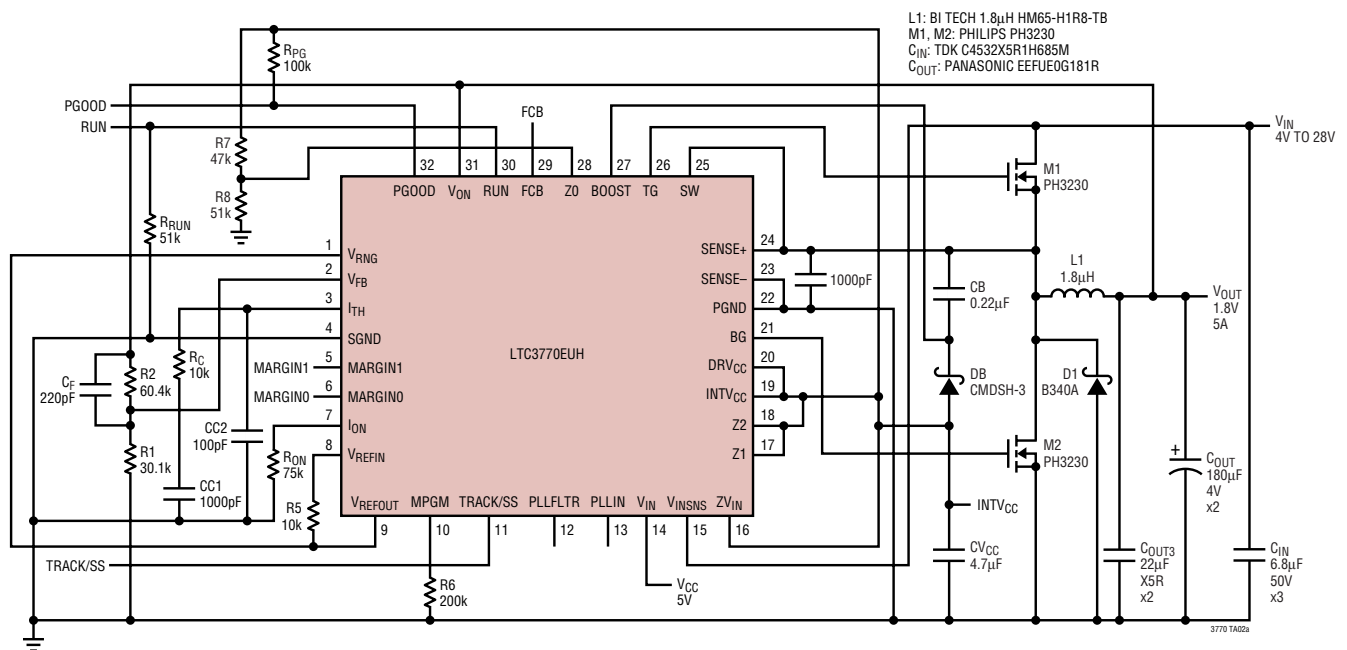 L1: BI TECH 1.8µH HM65-H1R8-TB
M1, M2: PHILIPS PH3230
CIN: TDK C4532X5R1H685M
COUT: PANASONIC EEFUE0G181R
RPG
100k
PGOOD
RUN
FCB
VIN
4V TO 28V
R7
47k
R8
51k
RRUN
51k
32
31
30
29
28
27
26
25
PGOOD
VON
RUN
FCB
Z0
BOOST
TG
SW
M1
PH3230
1
VRNG
2
VFB
3
ITH
4
SGND
5
MARGIN1
MARGIN1
6
MARGIN0
MARGIN0
7
ION
8
VREFIN
LTC3770EUH
SENSE+
24
SENSE–
23
PGND
22
BG
21
DRVCC
20
INTVCC
19
Z2
18
Z1
17
1000pF
CB
0.22µF
L1
1.8µH
VOUT
1.8V
5A
DB
CMDSH-3
D1
B340A
M2
PH3230
CF
220pF
R2
60.4k
R1
30.1k
RC
10k
CC2
100pF
CC1
1000pF
RON
75k
R5
10k
VREFOUT
MPGM
TRACK/SS
PLLFLTR
PLLIN
VIN
VINSNS
ZVIN
9
10
11
12
13
14
15
16
TRACK/SS
R6
200k
VCC
5V
INTVCC
CVCC
4.7µF
+
COUT
180µF
4V
x2
COUT3
22µF
X5R
x2
CIN
6.8µF
50V
x3
3770 TA02a